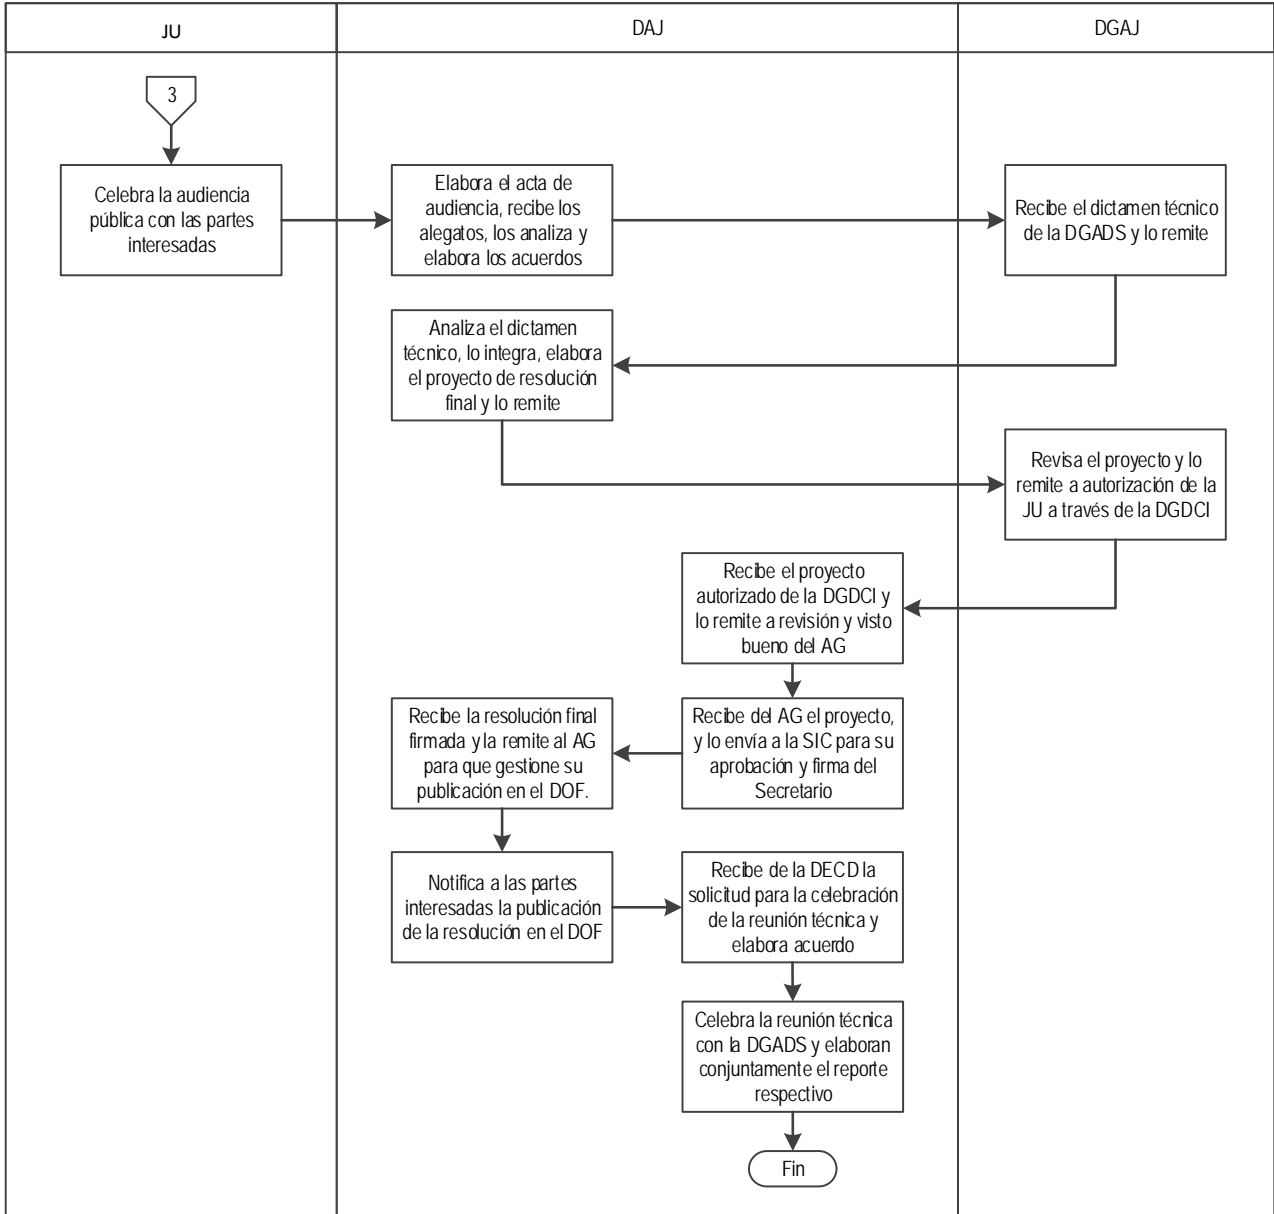 JU
DAJ
DGAJ
3
Celebra la audiencia
pública con las partes
interesadas
Elabora el acta de
audiencia, recibe los
alegatos, los analiza y
elabora los acuerdos
Recibe el dictamen técnico
de la DGADS y lo remite
Analiza el dictamen
técnico, lo integra, elabora
el proyecto de resolución
final y lo remite
Revisa el proyecto y lo
remite a autorización de la
JU a través de la DGDCI
Recibe el proyecto
autorizado de la DGDCI y
lo remite a revisión y visto
bueno del AG
Recibe del AG el proyecto,
y lo envía a la SIC para su
aprobación y firma del
Secretario
Recibe la resolución final
firmada y la remite al AG
para que gestione su
publicación en el DOF.
Notifica a las partes
interesadas la publicación
de la resolución en el DOF
Recibe de la DECD la
solicitud para la celebración
de la reunión técnica y
elabora acuerdo
Celebra la reunión técnica
con la DGADS y elaboran
conjuntamente el reporte
respectivo
Fin